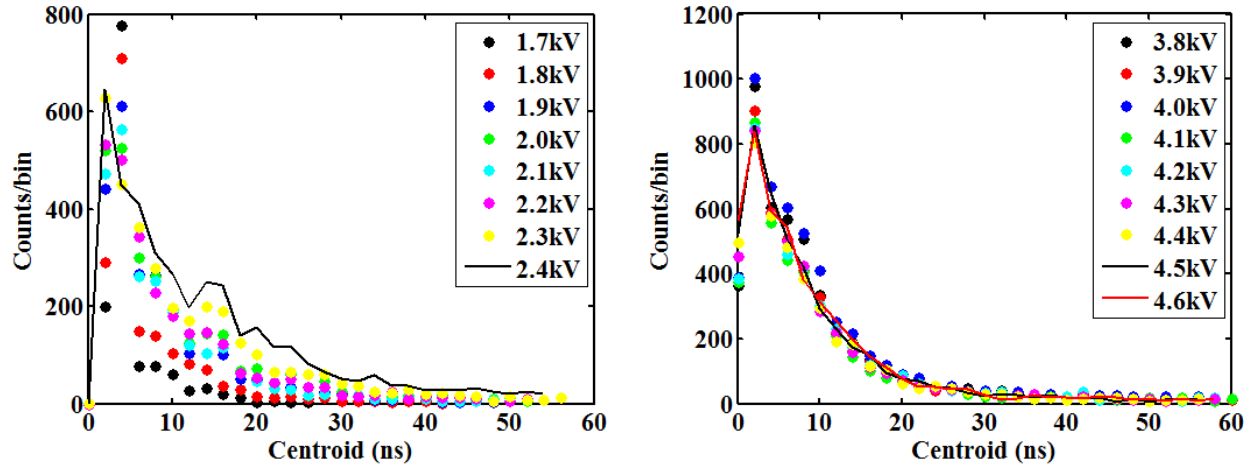 800
600
400
200
0
Counts/bin
0 10 20 30 40 50 60
Centroid (ns)
1.7kV
1.8kV
1.9kV
2.0kV
2.1kV
2.2kV
2.3kV
2.4kV
1200
1000
800
600
400
200
0
Counts/bin
0 10 20 30 40 50 60
Centroid (ns)
3.8kV
3.9kV
4.0kV
4.1kV
4.2kV
4.3kV
4.4kV
4.5kV
4.6kV